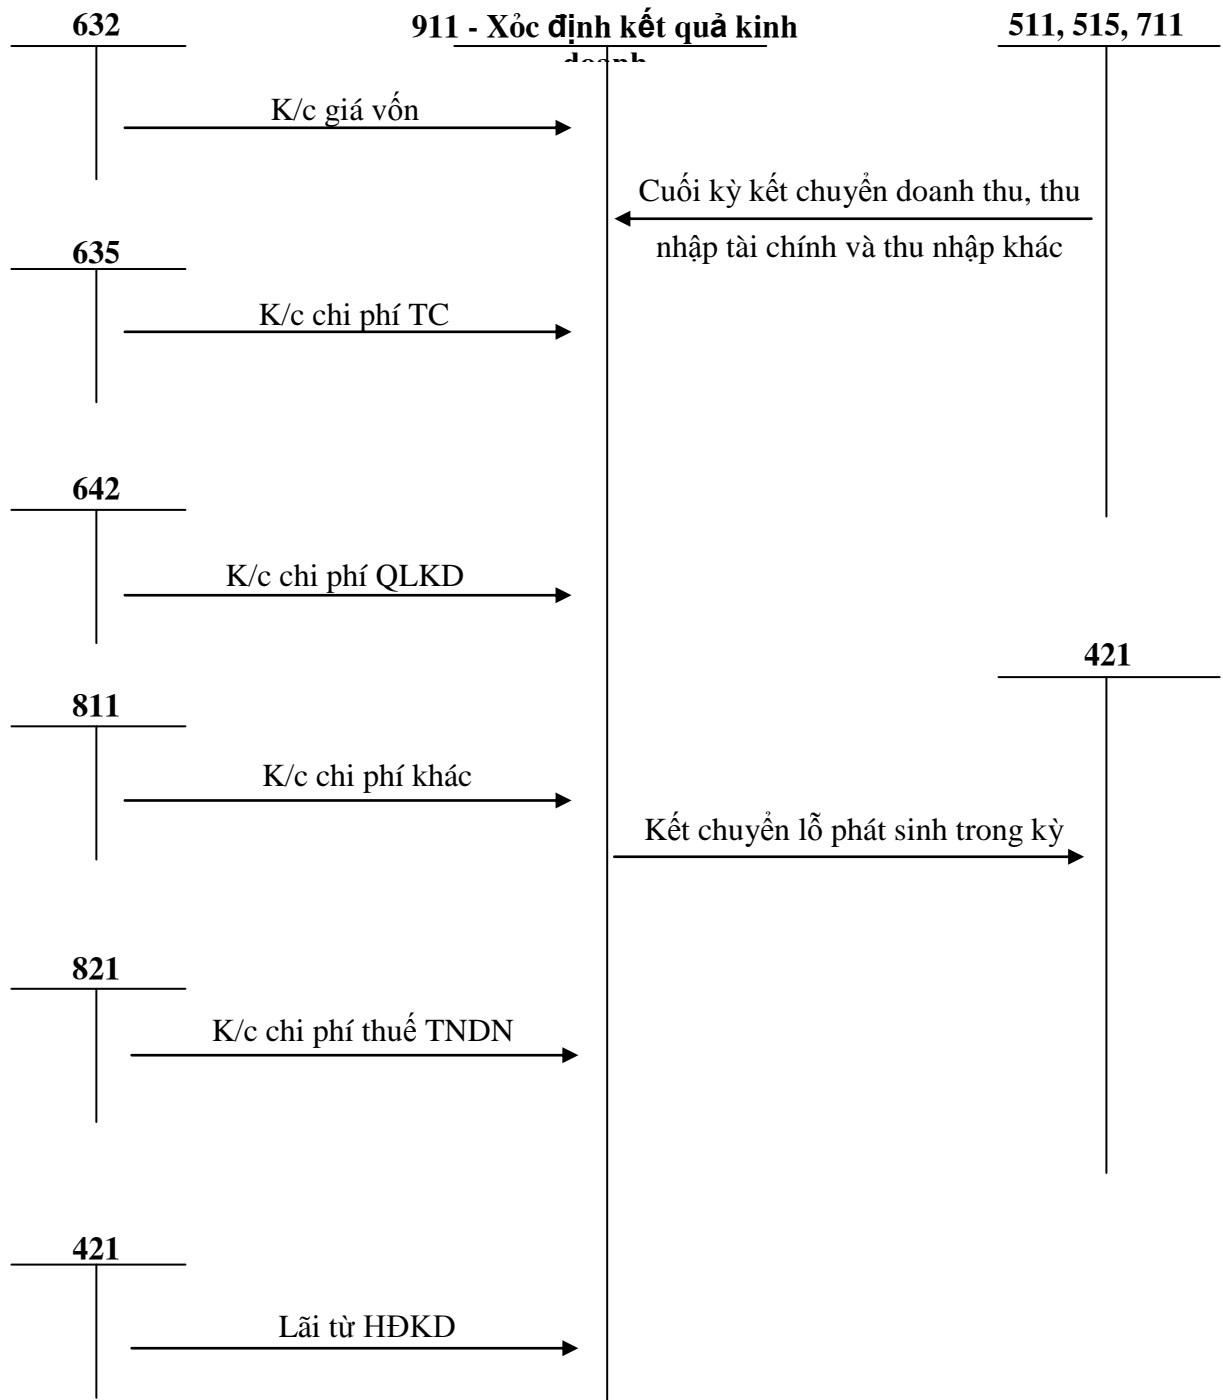 632
911 - Xỏc định kết quả kinh
doanh
511, 515, 711
K/c giá vốn
Cuối kỳ kết chuyển doanh thu, thu
nhập tài chính và thu nhập khác
635
K/c chi phí TC
642
K/c chi phí QLKD
421
811
K/c chi phí khác
Kết chuyển lỗ phát sinh trong kỳ
821
K/c chi phí thuế TNDN
421
Lãi từ HĐKD